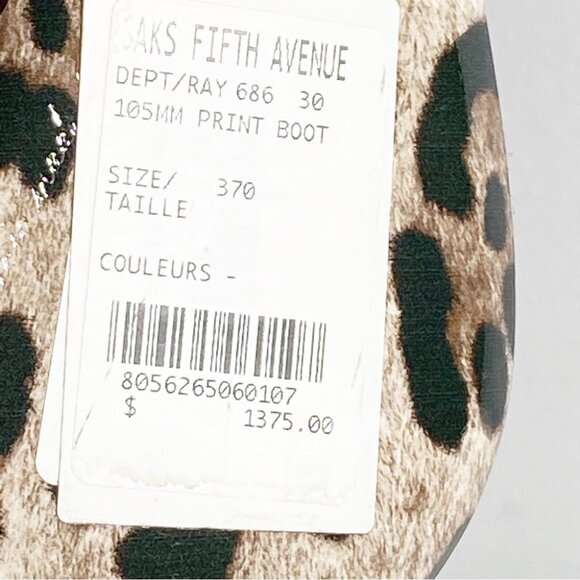 SAKS FIFTH AVENUE
DEPT/RAY 686 30
105MM PRINT BOOT
SIZE/ 370
TAILLE
COULEURS -
8056265060107
$ 1375.00